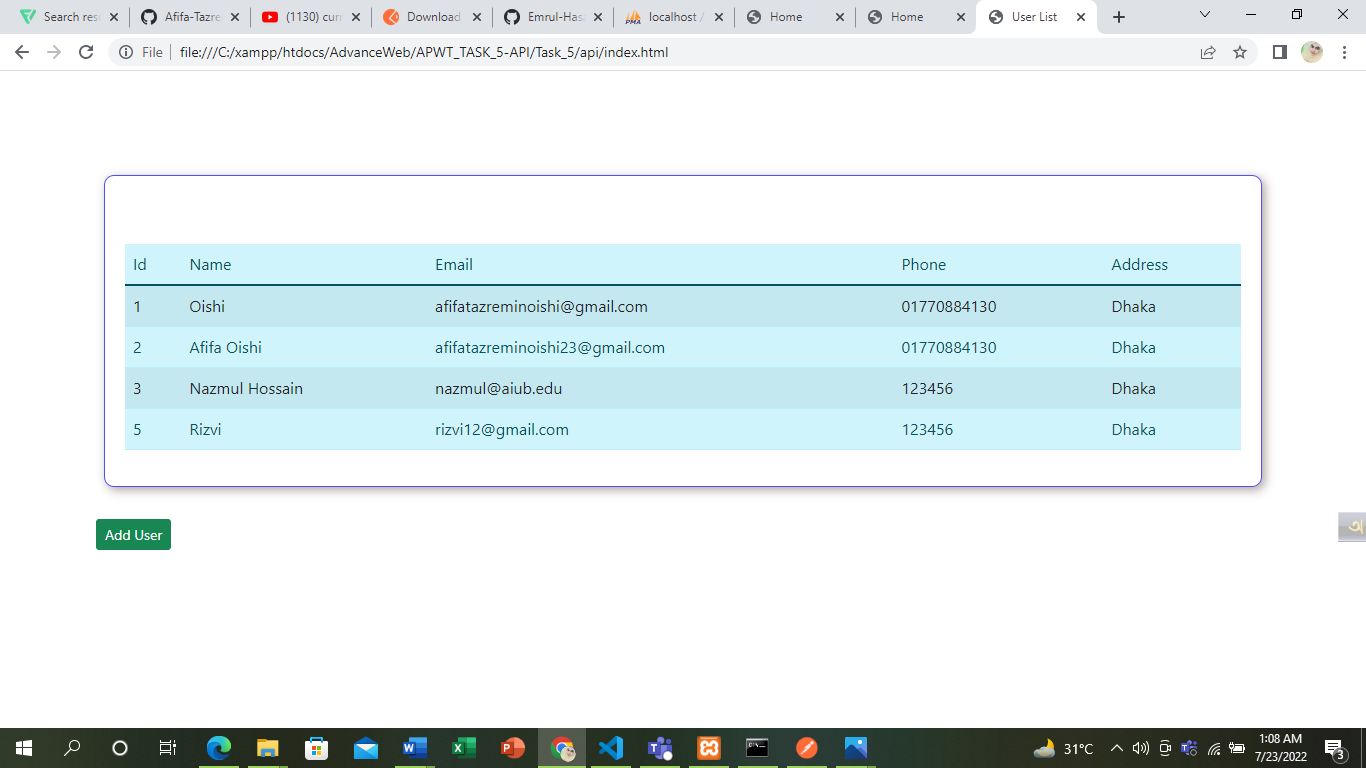 Search res
Afifa-Tazre
(1130) cur
Download
Emrul-Has
localhost /
Home
Home
User List
File
file:///C:/xampp/htdocs/AdvanceWeb/APWT_TASK_5-API/Task_5/api/index.html
Id Name Email Phone Address
1 Oishi afifatazreminoishi@gmail.com 01770884130 Dhaka
2 Afifa Oishi afifatazreminoishi23@gmail.com 01770884130 Dhaka
3 Nazmul Hossain nazmul@aiub.edu 123456 Dhaka
5 Rizvi rizvi12@gmail.com 123456 Dhaka
Add User
অ
31°C
1:08 AM
7/23/2022
3